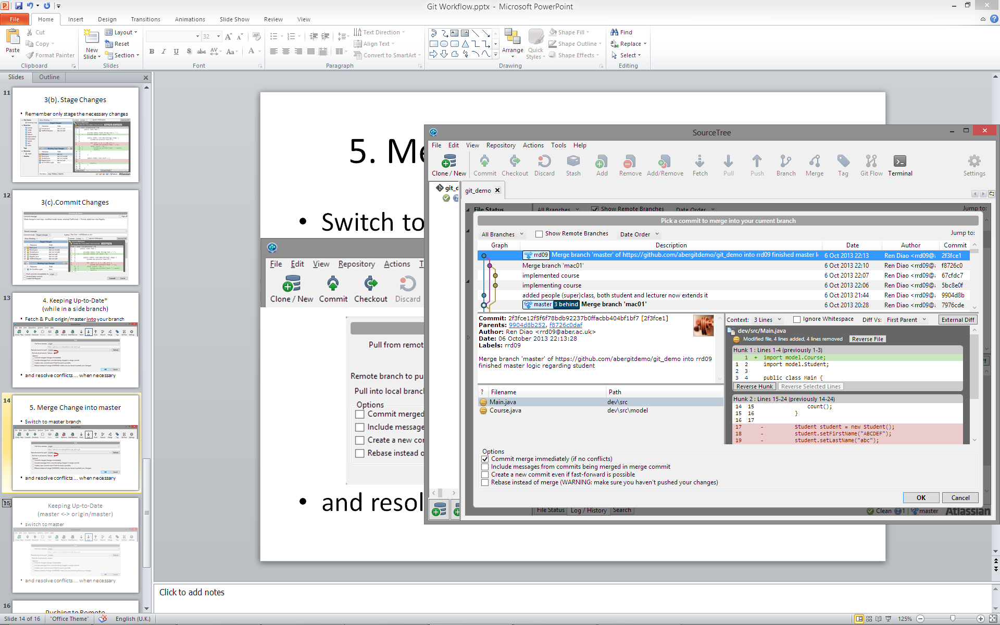 Git Workflow.pptx - Microsoft PowerPoint
File Home Insert Design Transitions Animations Slide Show Review View
Paste
Cut
Copy
Format Painter
Clipboard
New Slide
Layout
Reset
Section
Slides
32
Font
Text Direction
Align Text
Convert to SmartArt
Paragraph
Arrange
Quick Styles
Shape Fill
Shape Outline
Shape Effects
Drawing
Find
Replace
Select
Editing
Slides Outline
11
3(b). Stage Changes
• Remember only stage the necessary changes
12
3(c).Commit Changes
13
4. Keeping Up-to-Date*
(while in a side branch)
• Fetch & Pull origin/master into your branch
• and resolve conflicts ... when necessary
14
5. Merge Change into master
• Switch to master branch
• and resolve conflicts ... when necessary
15
Keeping Up-to-Date
(master <-> origin/master)
• switch to master
• and resolve conflicts ... when necessary
16
Pushing to Remote
5. Me
• Switch to
File Edit View Repository Actions T
Clone / New Commit Checkout Discard
Pull from remot
Remote branch to pu
Pull into local branc
Options
Commit merged
Include message
Create a new cor
Rebase instead o
• and resol
SourceTree
File Edit View Repository Actions Tools Help
Clone / New Commit Checkout Discard Stash Add Remove Add/Remove Fetch Pull Push Branch Merge Tag Git Flow Terminal Settings
git_d
git_demo
File Status All Branches Show Remote Branches Date Order Jump to:
Pick a commit to merge into your current branch
All Branches Show Remote Branches Date Order Jump to:
Graph Description Date Author Commit
rrd09 Merge branch 'master' of https://github.com/abergitdemo/git_demo into rrd09 finished master l 6 Oct 2013 22:13 Ren Diao <rrd09@a 2f3fce1
Merge branch 'mac01' 6 Oct 2013 22:10 Ren Diao <rrd09@a f8726c0
implemented course 6 Oct 2013 22:07 Ren Diao <rrd09@a 67cfdc7
implementing course 6 Oct 2013 22:06 Ren Diao <rrd09@a 5bc8e0f
added people (super)class, both student and lecturer now extends it 6 Oct 2013 21:44 Ren Diao <rrd09@a 9904d8b
master 3 behind Merge branch 'mac01' 6 Oct 2013 20:28 Ren Diao <rrd09@a 7976cde
Commit: 2f3fce12f5f6f78bdb92237b0ffacbb404bf1bf7 [2f3fce1]
Parents: 9904d8b252, f8726c0daf
Author: Ren Diao <rrd09@aber.ac.uk>
Date: 06 October 2013 22:13:28
Labels: rrd09
Merge branch 'master' of https://github.com/abergitdemo/git_demo into rrd09
finished master logic regarding student
? Filename Path
Main.java dev\src
Course.java dev\src\model
Context: 3 Lines Ignore Whitespace Diff Vs: First Parent External Diff
dev/src/Main.java
Modified file, 4 lines added, 4 lines removed Reverse File
Hunk 1 : Lines 1-4 (previously 1-3)
1 + import model.Course;
1 2 import model.Student;
2 3
3 4 public class Main {
Reverse Hunk Reverse Selected Lines
Hunk 2 : Lines 15-24 (previously 14-24)
14 15 count();
15 16 }
16 17
17 - Student student = new Student();
18 - student.setFirstName("ABCDEF");
19 - student.setLastName("abc");
Options
Commit merge immediately (if no conflicts)
Include messages from commits being merged in merge commit
Create a new commit even if fast-forward is possible
Rebase instead of merge (WARNING: make sure you haven't pushed your changes)
OK Cancel
File Status Log / History Search
Clean 1 master Atlassian
Click to add notes
Slide 14 of 16 "Office Theme" English (U.K.) 125%